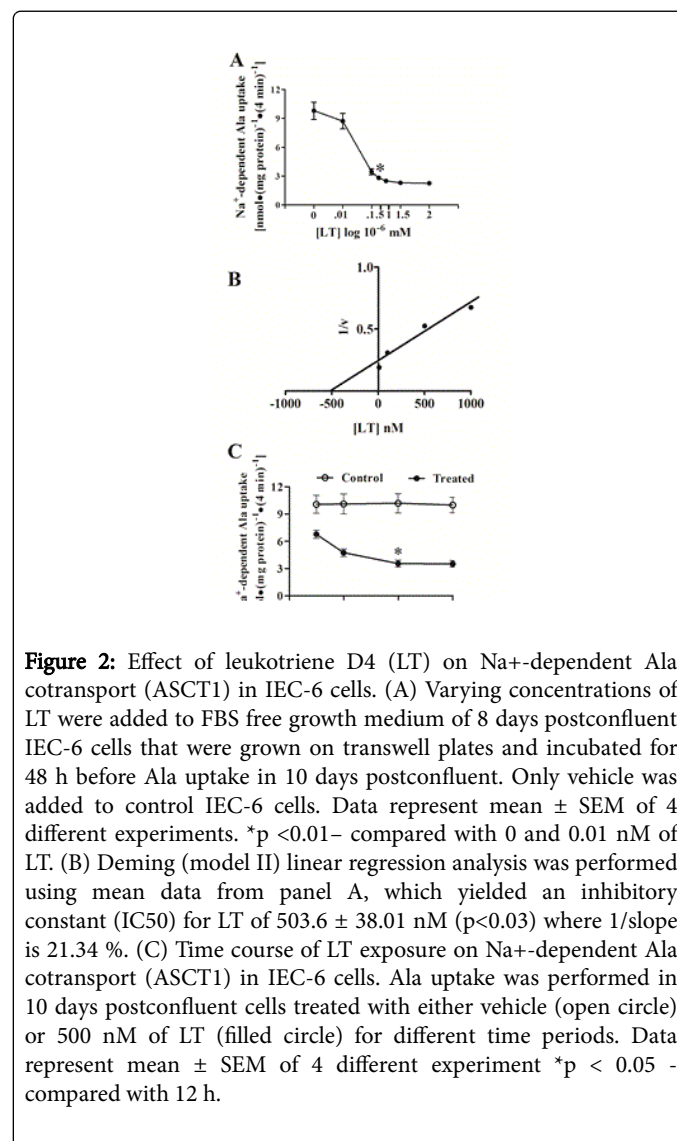 A
Na+-dependent Ala uptake
[nmol●(mg protein)-1●(4 min)-1]
12
9
6
3
0
0 .01 .1 .5 1 1.5 2
[LT] log 10-6 mM
B
1.0
1/v
0.5
-1000 -500 0 500 1000
[LT] nM
C
Control Treated
a+-dependent Ala uptake
●(mg protein)-1●(4 min)-1]
12
9
6
3
0
Figure 2: Effect of leukotriene D4 (LT) on Na+-dependent Ala
cotransport (ASCT1) in IEC-6 cells. (A) Varying concentrations of
LT were added to FBS free growth medium of 8 days postconfluent
IEC-6 cells that were grown on transwell plates and incubated for
48 h before Ala uptake in 10 days postconfluent. Only vehicle was
added to control IEC-6 cells. Data represent mean ± SEM of 4
different experiments. *p <0.01– compared with 0 and 0.01 nM of
LT. (B) Deming (model II) linear regression analysis was performed
using mean data from panel A, which yielded an inhibitory
constant (IC50) for LT of 503.6 ± 38.01 nM (p<0.03) where 1/slope
is 21.34 %. (C) Time course of LT exposure on Na+-dependent Ala
cotransport (ASCT1) in IEC-6 cells. Ala uptake was performed in
10 days postconfluent cells treated with either vehicle (open circle)
or 500 nM of LT (filled circle) for different time periods. Data
represent mean ± SEM of 4 different experiment *p < 0.05 -
compared with 12 h.